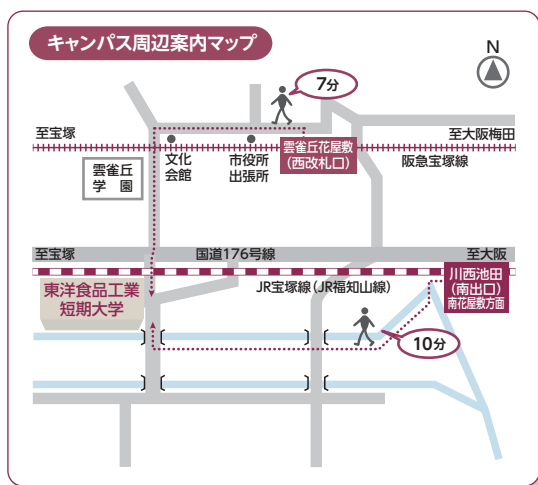 キャンパス周辺案内マップ
N
7分
至宝塚
至大阪梅田
雲雀丘花屋敷
(西改札口)
阪急宝塚線
文化
会館
市役所
出張所
雲雀丘
学園
至宝塚
国道176号線
至大阪
川西池田
(南出口)
南花屋敷方面
JR宝塚線(JR福知山線)
東洋食品工業
短期大学
10分